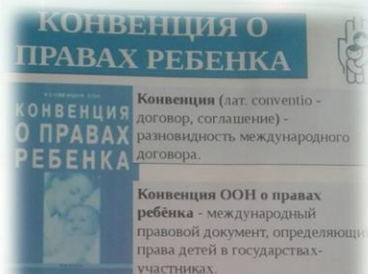 КОНВЕНЦИЯ О
ПРАВАХ РЕБЕНКА
КОНВЕНЦИЯ ООН
КОНВЕНЦИЯ
О ПРАВАХ
РЕБЕНКА
Конвенция (лат. conventio -
договор, соглашение) -
разновидность международного
договора.
Конвенция ООН о правах
ребёнка - международный
правовой документ, определяющи
права детей в государствах-
участниках.